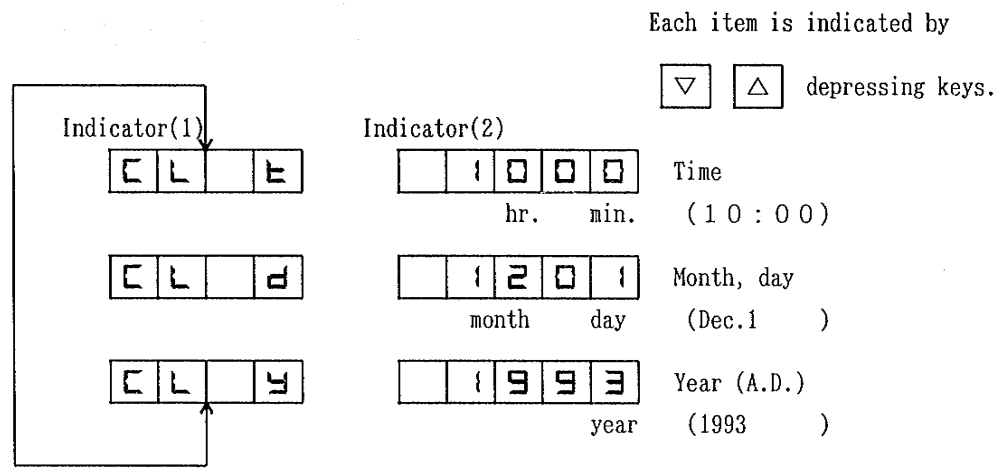 Each item is indicated by
▽ △ depressing keys.
Indicator(1) Indicator(2)
CL t 1000 Time
hr. min. (10:00)
CL d 1201 Month, day
month day (Dec.1 )
CL y 1993 Year (A.D.)
year (1993 )